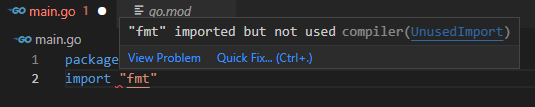 main.go 1
go.mod
"fmt" imported but not used compiler(UnusedImport)
View Problem Quick Fix... (Ctrl+.)
main.go
1 package
2 import "fmt"